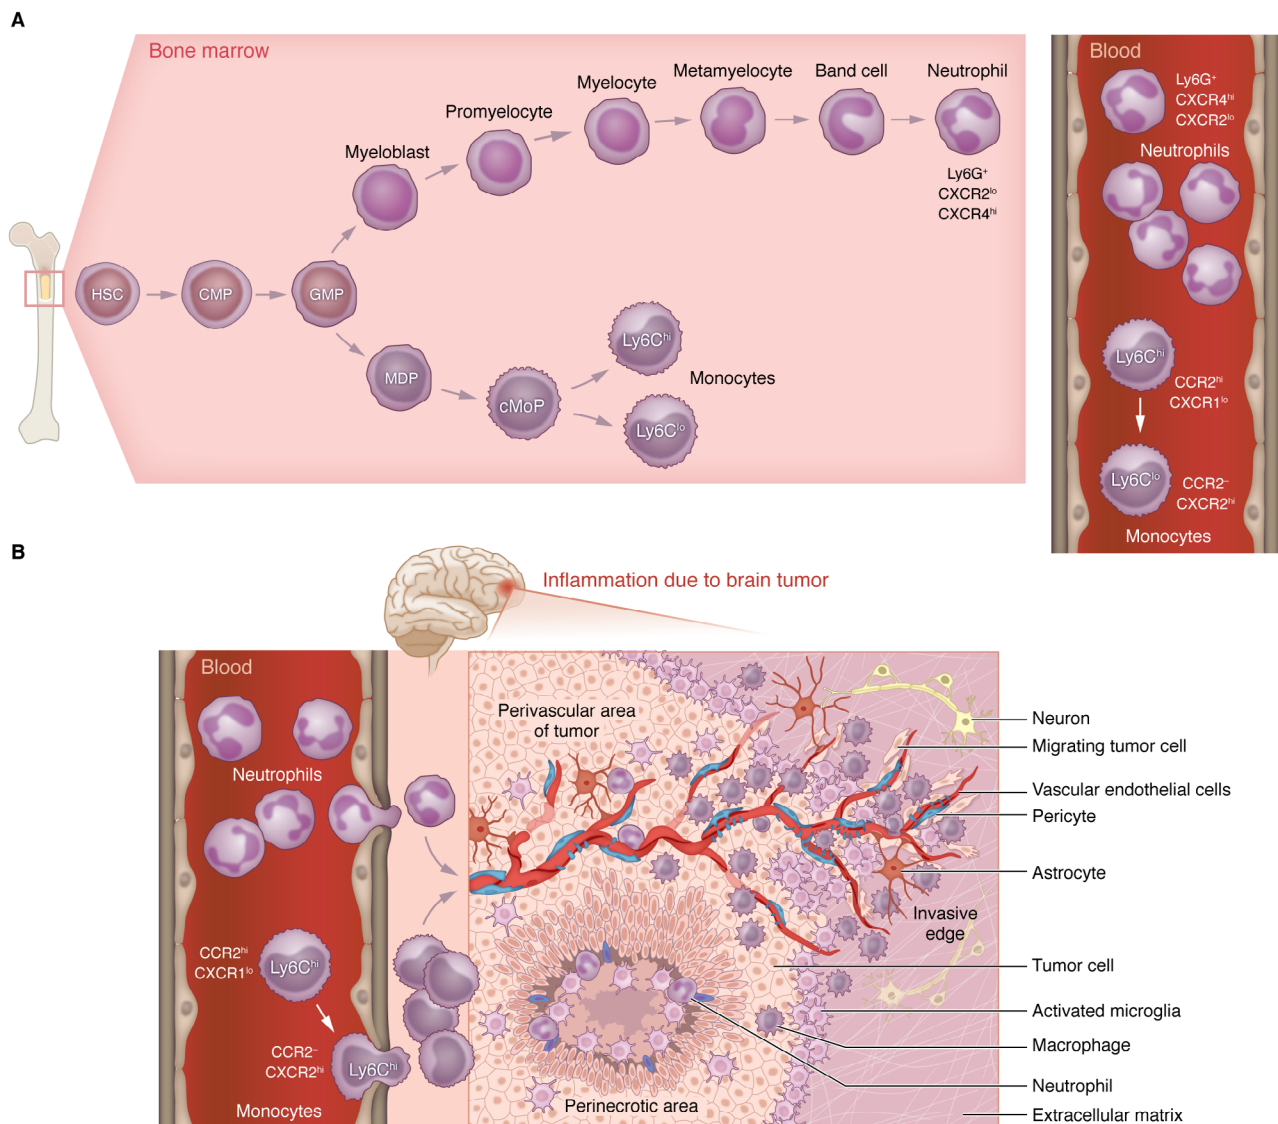 A
Bone marrow
Myeloblast
Promyelocyte
Myelocyte
Metamyelocyte
Band cell
Neutrophil
Ly6G⁺
CXCR2ˡᵒ
CXCR4ʰⁱ
HSC
CMP
GMP
MDP
cMoP
Ly6Cʰⁱ
Ly6Cˡᵒ
Monocytes
Blood
Ly6G⁺
CXCR4ʰⁱ
CXCR2ˡᵒ
Neutrophils
Ly6Cʰⁱ
CCR2ʰⁱ
CXCR1ˡᵒ
Ly6Cˡᵒ
CCR2⁻
CXCR2ʰⁱ
Monocytes
B
Inflammation due to brain tumor
Blood
Neutrophils
CCR2ʰⁱ
CXCR1ˡᵒ
Ly6Cʰⁱ
CCR2⁻
CXCR2ʰⁱ
Ly6Cʰⁱ
Monocytes
Perivascular area
of tumor
Invasive
edge
Perinecrotic area
Neuron
Migrating tumor cell
Vascular endothelial cells
Pericyte
Astrocyte
Tumor cell
Activated microglia
Macrophage
Neutrophil
Extracellular matrix